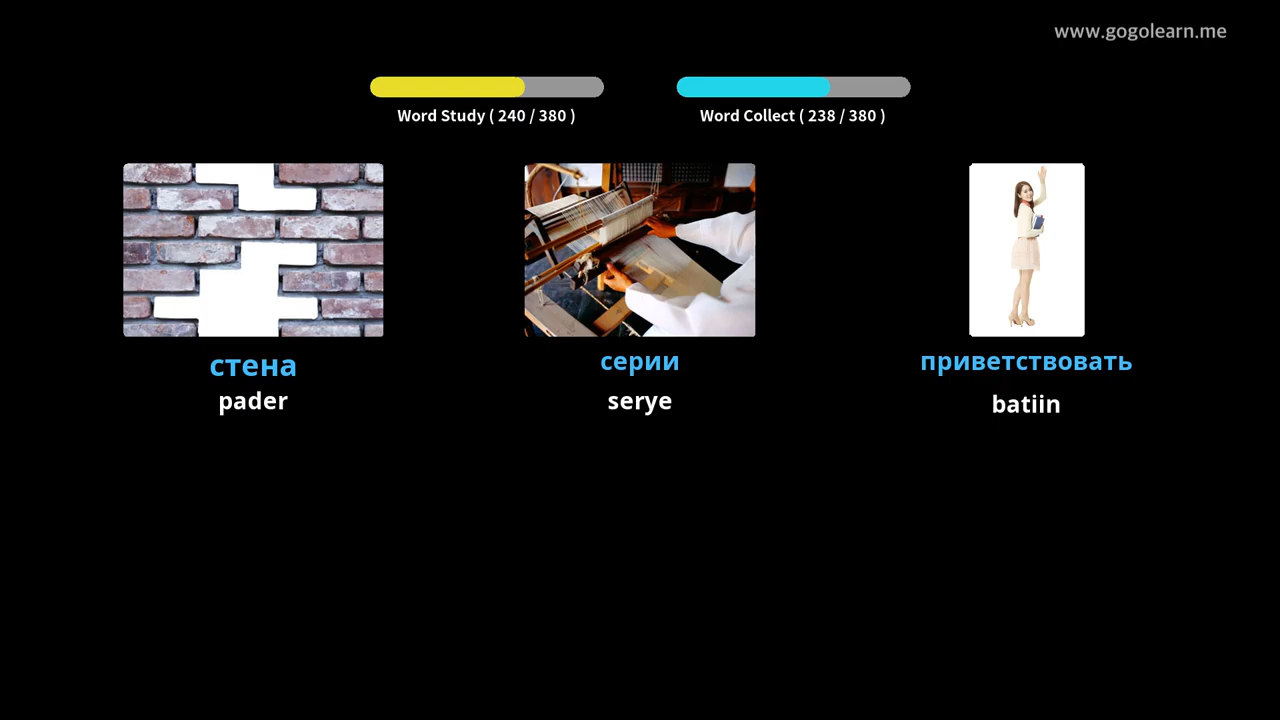 www.gogolearn.me
Word Study ( 240 / 380 )
Word Collect ( 238 / 380 )
стена
pader
серии
serye
приветствовать
batiin